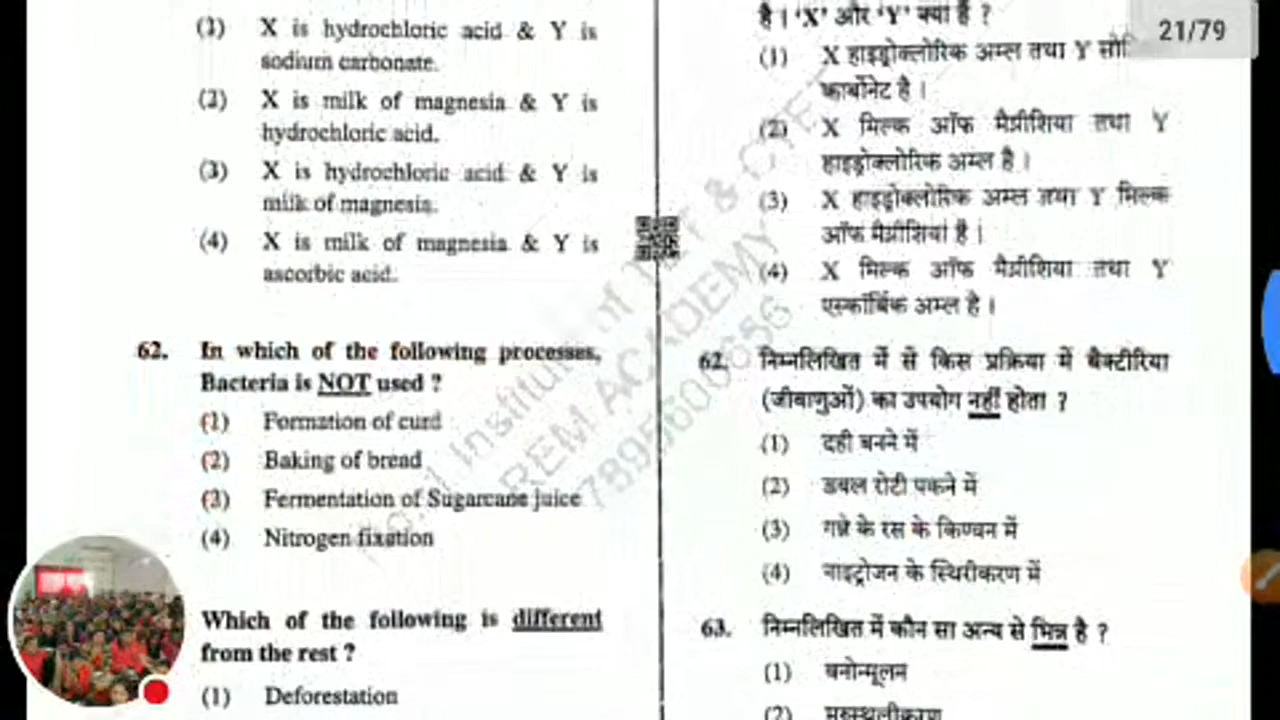 21/79
(1) X is hydrochloric acid & Y is
sodium carbonate.
(2) X is milk of magnesia & Y is
hydrochloric acid.
(3) X is hydrochloric acid & Y is
milk of magnesia.
(4) X is milk of magnesia & Y is
ascorbic acid.
62. In which of the following processes,
Bacteria is NOT used ?
(1) Formation of curd
(2) Baking of bread
(3) Fermentation of Sugarcane juice
(4) Nitrogen fixation
Which of the following is different
from the rest ?
(1) Deforestation
है। 'X' और 'Y' क्या हैं ?
(1) X हाइड्रोक्लोरिक अम्ल तथा Y
कार्बोनेट है।
(2) X मिल्क ऑफ मैग्नीशिया तथा Y
हाइड्रोक्लोरिक अम्ल है।
(3) X हाइड्रोक्लोरिक अम्ल तथा Y मिल्क
ऑफ मैग्नीशिया है।
(4) X मिल्क ऑफ मैग्नीशिया तथा Y
एस्कॉर्बिक अम्ल है।
62. निम्नलिखित में से किस प्रक्रिया में बैक्टीरिया
(जीवाणुओं) का उपयोग नहीं होता ?
(1) दही बनने में
(2) डबल रोटी पकने में
(3) गन्ने के रस के किण्वन में
(4) नाइट्रोजन के स्थिरीकरण में
63. निम्नलिखित में कौन सा अन्य से भिन्न है ?
(1) वनोन्मूलन
(2) मरुस्थलीकरण
ACADEMY